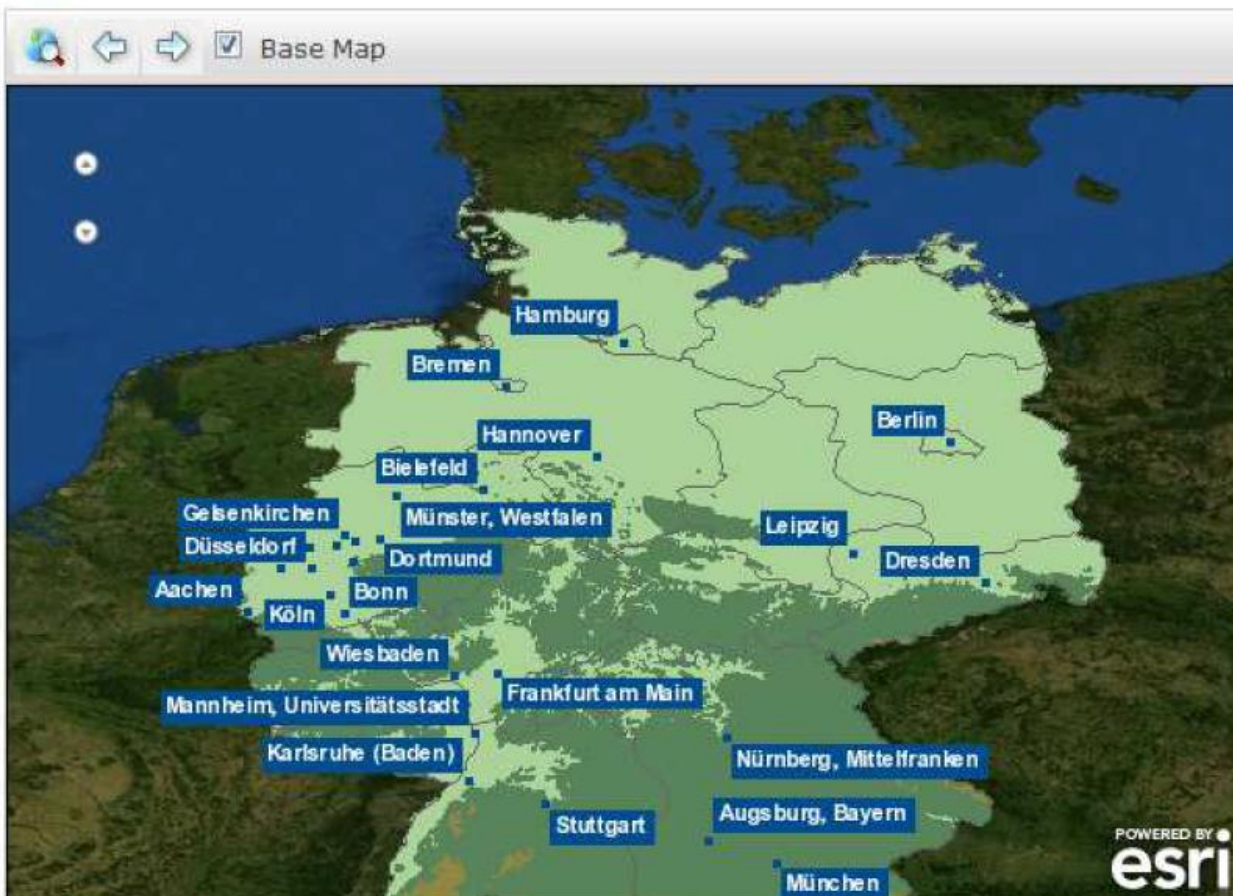 Base Map
Hamburg
Bremen
Berlin
Hannover
Bielefeld
Gelsenkirchen
Münster, Westfalen
Leipzig
Düsseldorf
Dortmund
Dresden
Aachen
Bonn
Köln
Wiesbaden
Frankfurt am Main
Mannheim, Universitätsstadt
Karlsruhe (Baden)
Nürnberg, Mittelfranken
Augsburg, Bayern
Stuttgart
POWERED BY
esri
München